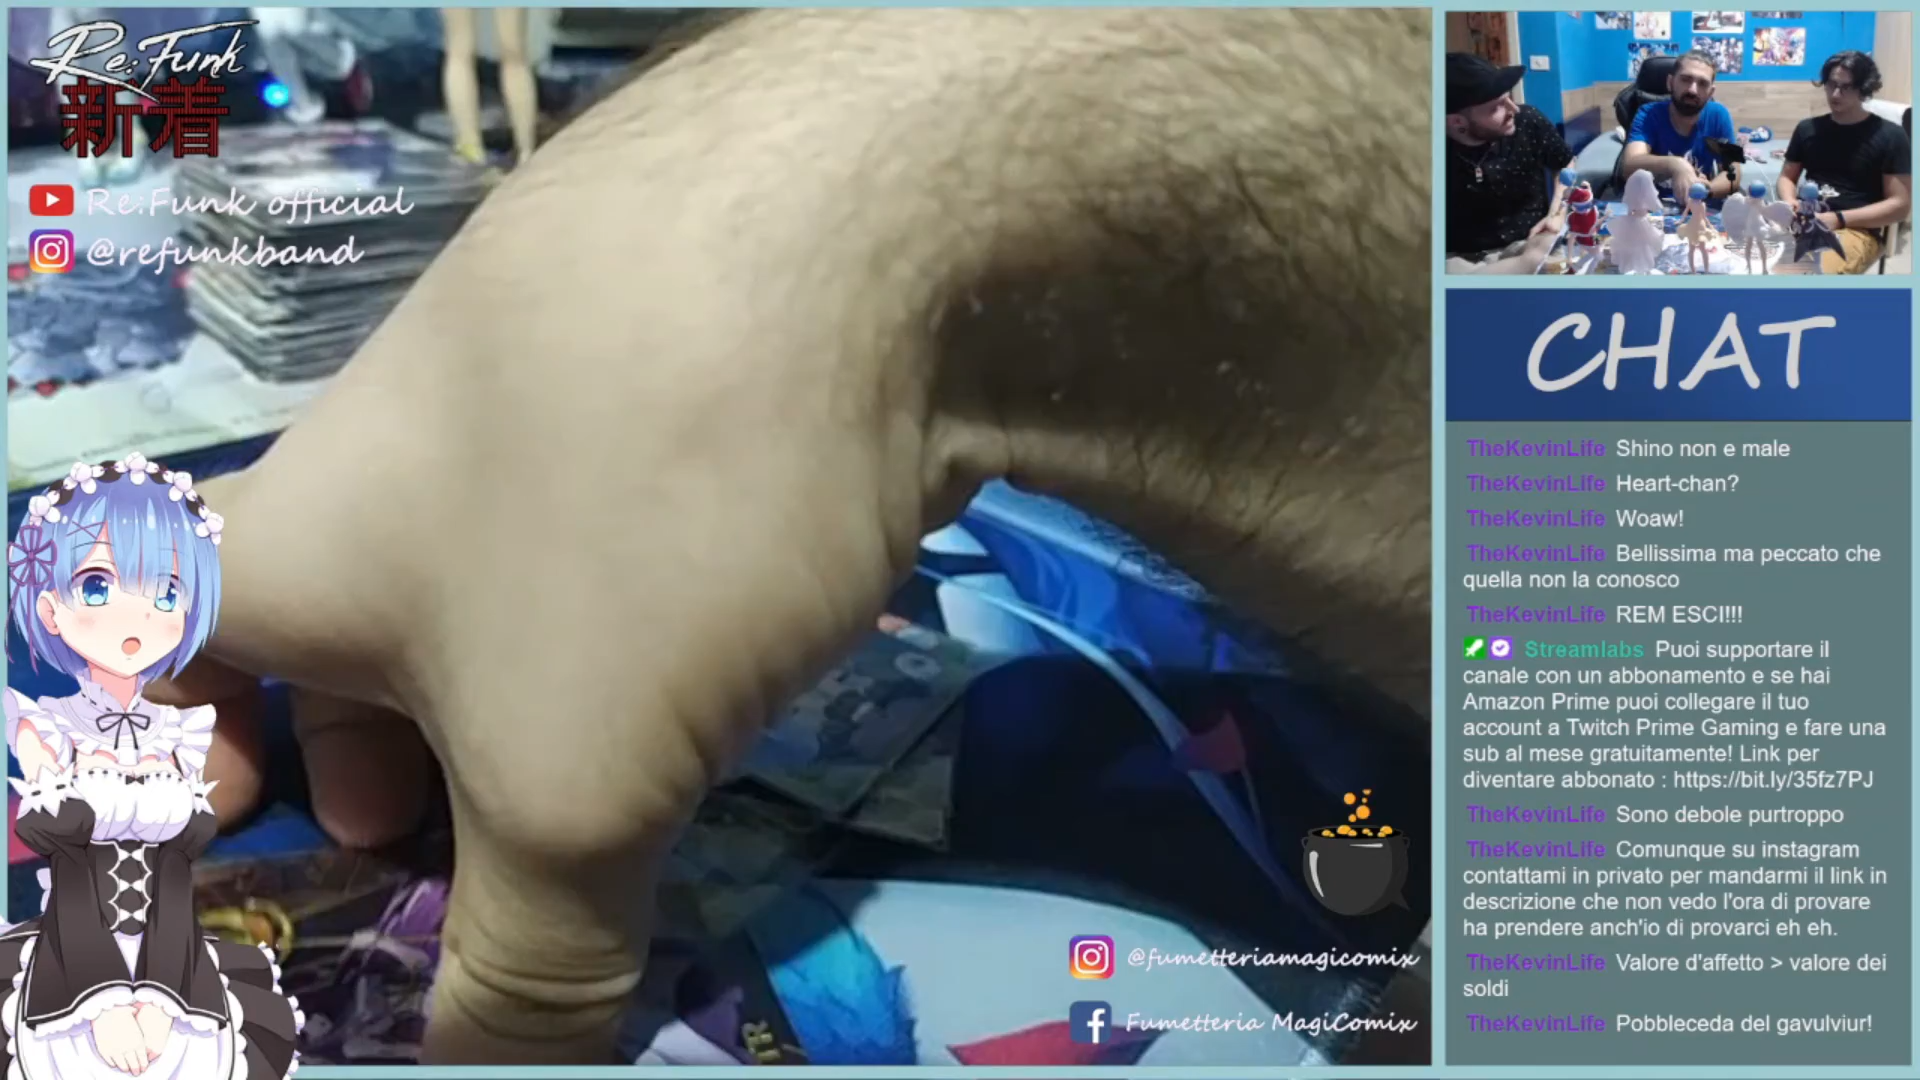 Re:Funk
新着
Re:Funk official
@refunkband
CHAT
TheKevinLife Shino non e male
TheKevinLife Heart-chan?
TheKevinLife Woaw!
TheKevinLife Bellissima ma peccato che
quella non la conosco
TheKevinLife REM ESCI!!!
Streamlabs Puoi supportare il
canale con un abbonamento e se hai
Amazon Prime puoi collegare il tuo
account a Twitch Prime Gaming e fare una
sub al mese gratuitamente! Link per
diventare abbonato : https://bit.ly/35fz7PJ
TheKevinLife Sono debole purtroppo
TheKevinLife Comunque su instagram
contattami in privato per mandarmi il link in
descrizione che non vedo l'ora di provare
ha prendere anch'io di provarci eh eh.
TheKevinLife Valore d'affetto > valore dei
soldi
TheKevinLife Pobbleceda del gavulviur!
@fumetteriamagicomix
Fumetteria MagiComix